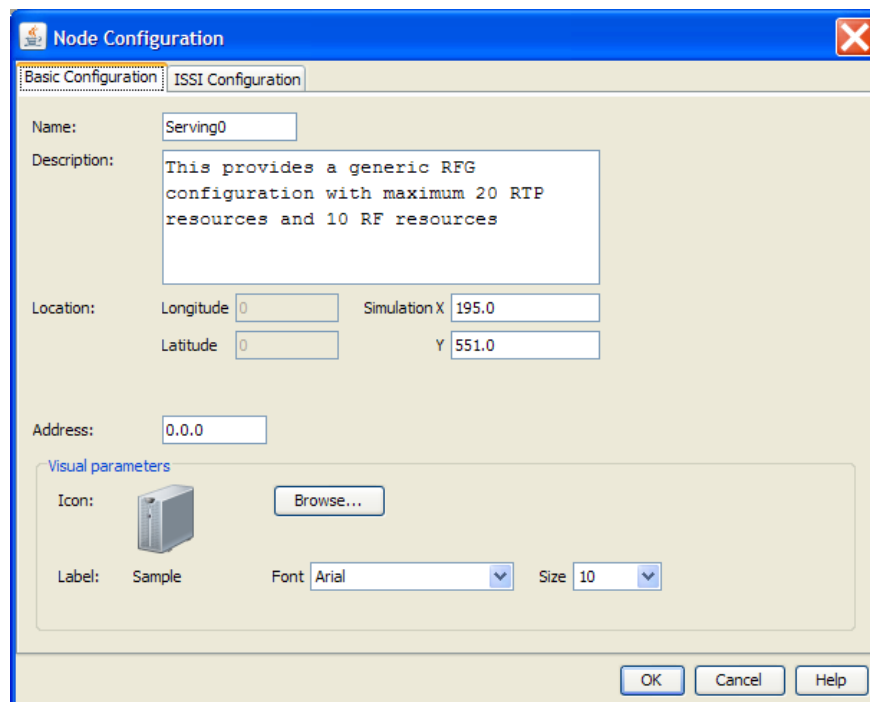 Node Configuration
Basic Configuration ISSI Configuration
Name: Serving0
Description: This provides a generic RFG
configuration with maximum 20 RTP
resources and 10 RF resources
Location: Longitude 0 Simulation X 195.0
Latitude 0 Y 551.0
Address: 0.0.0
Visual parameters
Icon: Browse...
Label: Sample Font Arial Size 10
OK Cancel Help